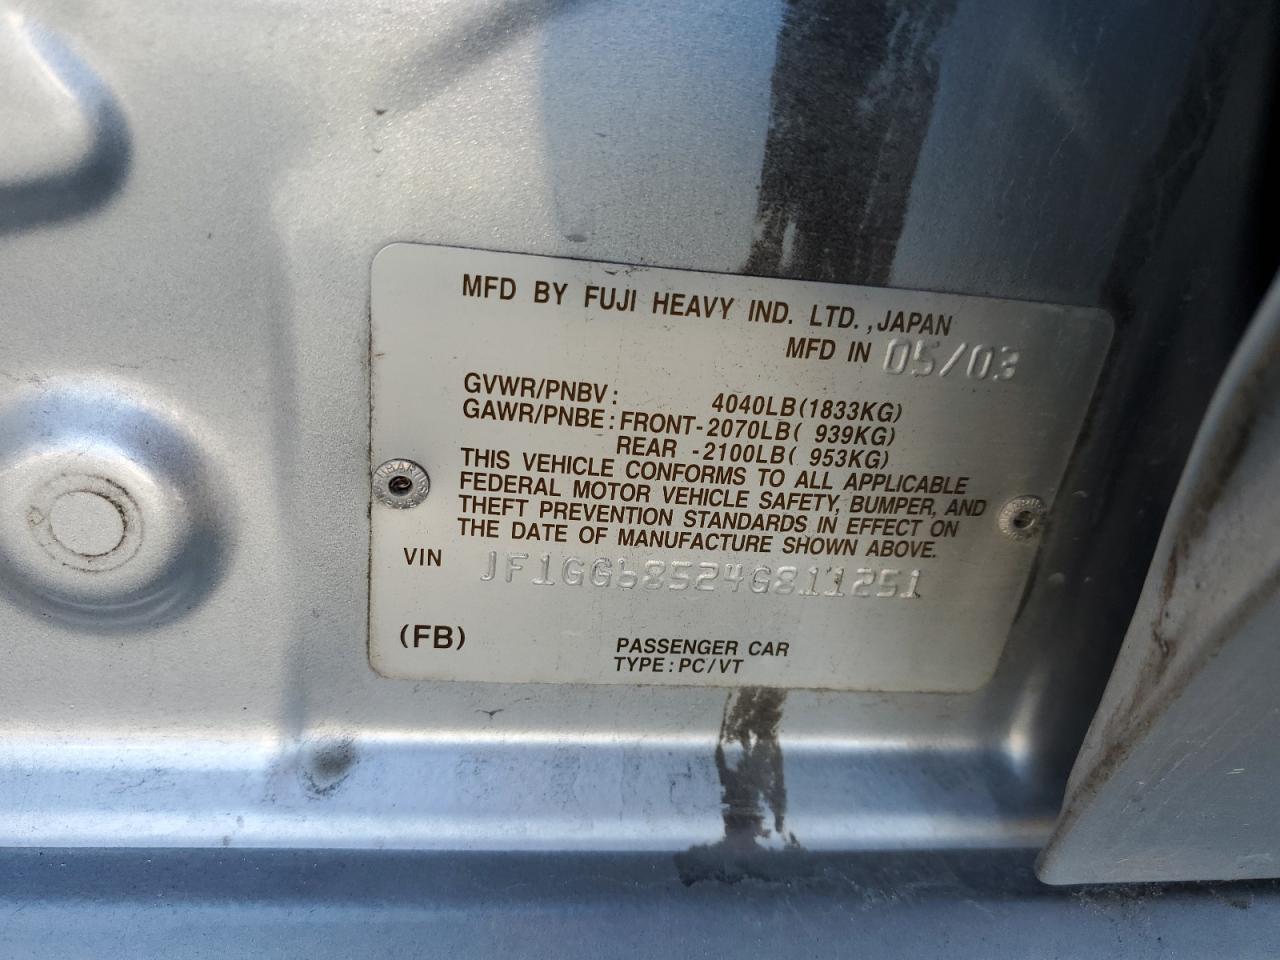 MFD BY FUJI HEAVY IND. LTD., JAPAN
MFD IN 05/03
GVWR/PNBV: 4040LB(1833KG)
GAWR/PNBE: FRONT-2070LB( 939KG)
REAR -2100LB( 953KG)
THIS VEHICLE CONFORMS TO ALL APPLICABLE
FEDERAL MOTOR VEHICLE SAFETY, BUMPER, AND
THEFT PREVENTION STANDARDS IN EFFECT ON
THE DATE OF MANUFACTURE SHOWN ABOVE.
VIN JF1GG68524G811251
(FB)
PASSENGER CAR
TYPE: PC/VT